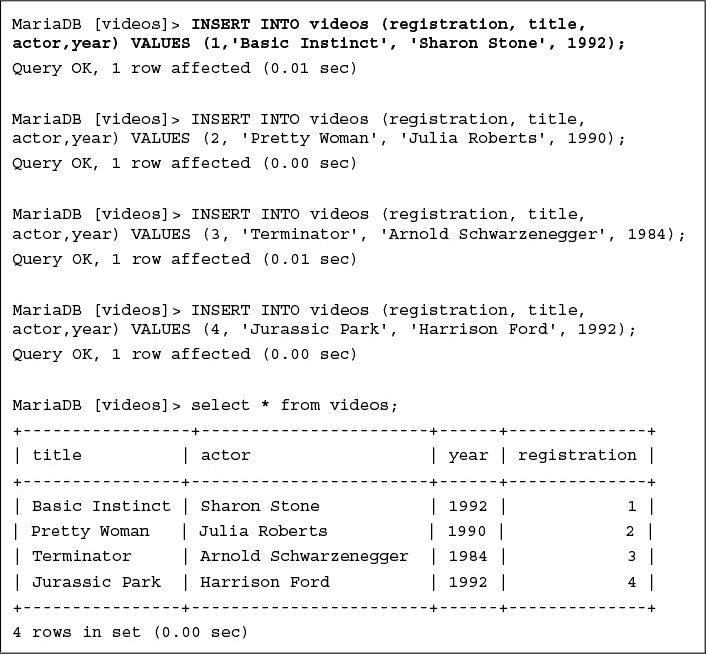 MariaDB [videos]> INSERT INTO videos (registration, title,
actor,year) VALUES (1,'Basic Instinct', 'Sharon Stone', 1992);
Query OK, 1 row affected (0.01 sec)
MariaDB [videos]> INSERT INTO videos (registration, title,
actor,year) VALUES (2, 'Pretty Woman', 'Julia Roberts', 1990);
Query OK, 1 row affected (0.00 sec)
MariaDB [videos]> INSERT INTO videos (registration, title,
actor,year) VALUES (3, 'Terminator', 'Arnold Schwarzenegger', 1984);
Query OK, 1 row affected (0.01 sec)
MariaDB [videos]> INSERT INTO videos (registration, title,
actor,year) VALUES (4, 'Jurassic Park', 'Harrison Ford', 1992);
Query OK, 1 row affected (0.00 sec)
MariaDB [videos]> select * from videos;
+----------------+-----------------------+------+--------------+
| title          | actor                 | year | registration |
+----------------+-----------------------+------+--------------+
| Basic Instinct | Sharon Stone          | 1992 |            1 |
| Pretty Woman   | Julia Roberts         | 1990 |            2 |
| Terminator     | Arnold Schwarzenegger | 1984 |            3 |
| Jurassic Park  | Harrison Ford         | 1992 |            4 |
+----------------+-----------------------+------+--------------+
4 rows in set (0.00 sec)